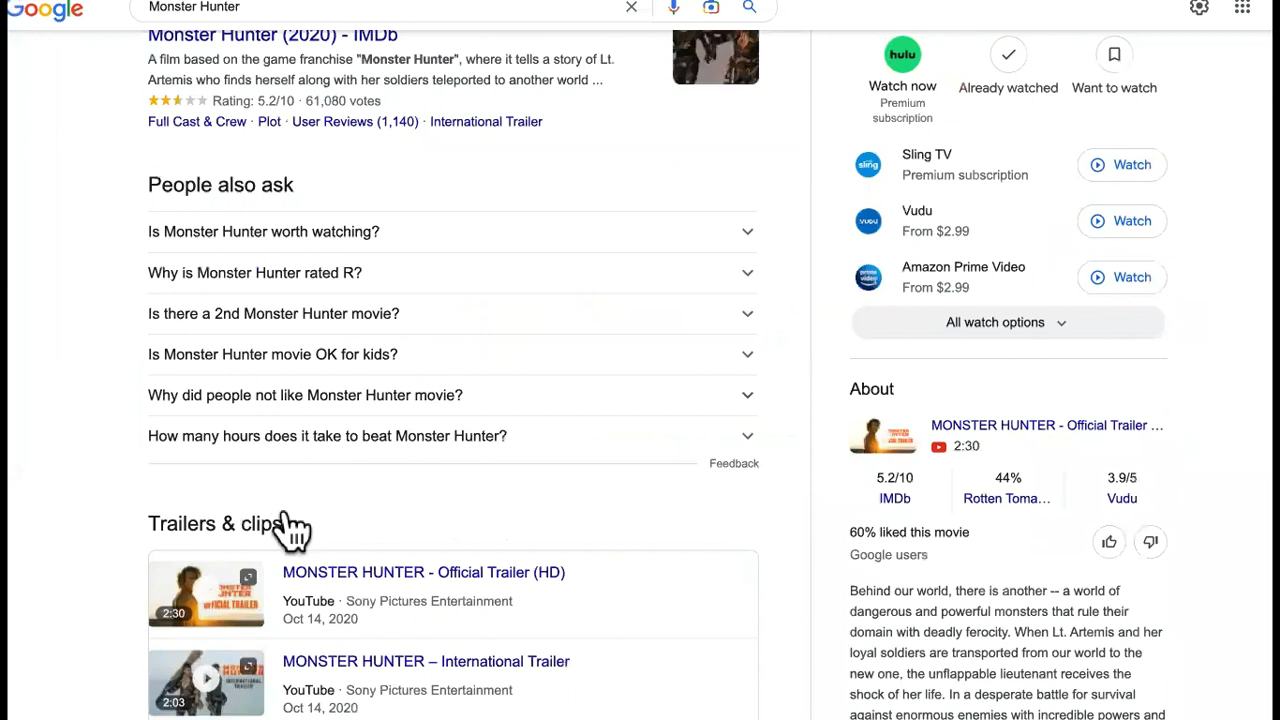 Google
Monster Hunter
Monster Hunter (2020) - IMDb
A film based on the game franchise "Monster Hunter", where it tells a story of Lt.
Artemis who finds herself along with her soldiers teleported to another world ...
Rating: 5.2/10 · 61,080 votes
Full Cast & Crew · Plot · User Reviews (1,140) · International Trailer
People also ask
Is Monster Hunter worth watching?
Why is Monster Hunter rated R?
Is there a 2nd Monster Hunter movie?
Is Monster Hunter movie OK for kids?
Why did people not like Monster Hunter movie?
How many hours does it take to beat Monster Hunter?
Feedback
Trailers & clips
MONSTER HUNTER - Official Trailer (HD)
YouTube · Sony Pictures Entertainment
Oct 14, 2020
2:30
MONSTER HUNTER – International Trailer
YouTube · Sony Pictures Entertainment
Oct 14, 2020
2:03
hulu
Watch now
Premium
subscription
Already watched
Want to watch
sling
Sling TV
Premium subscription
Watch
VUDU
Vudu
From $2.99
Watch
prime video
Amazon Prime Video
From $2.99
Watch
All watch options
About
MONSTER HUNTER - Official Trailer ...
2:30
5.2/10
IMDb
44%
Rotten Toma...
3.9/5
Vudu
60% liked this movie
Google users
Behind our world, there is another -- a world of
dangerous and powerful monsters that rule their
domain with deadly ferocity. When Lt. Artemis and her
loyal soldiers are transported from our world to the
new one, the unflappable lieutenant receives the
shock of her life. In a desperate battle for survival
against enormous enemies with incredible powers and